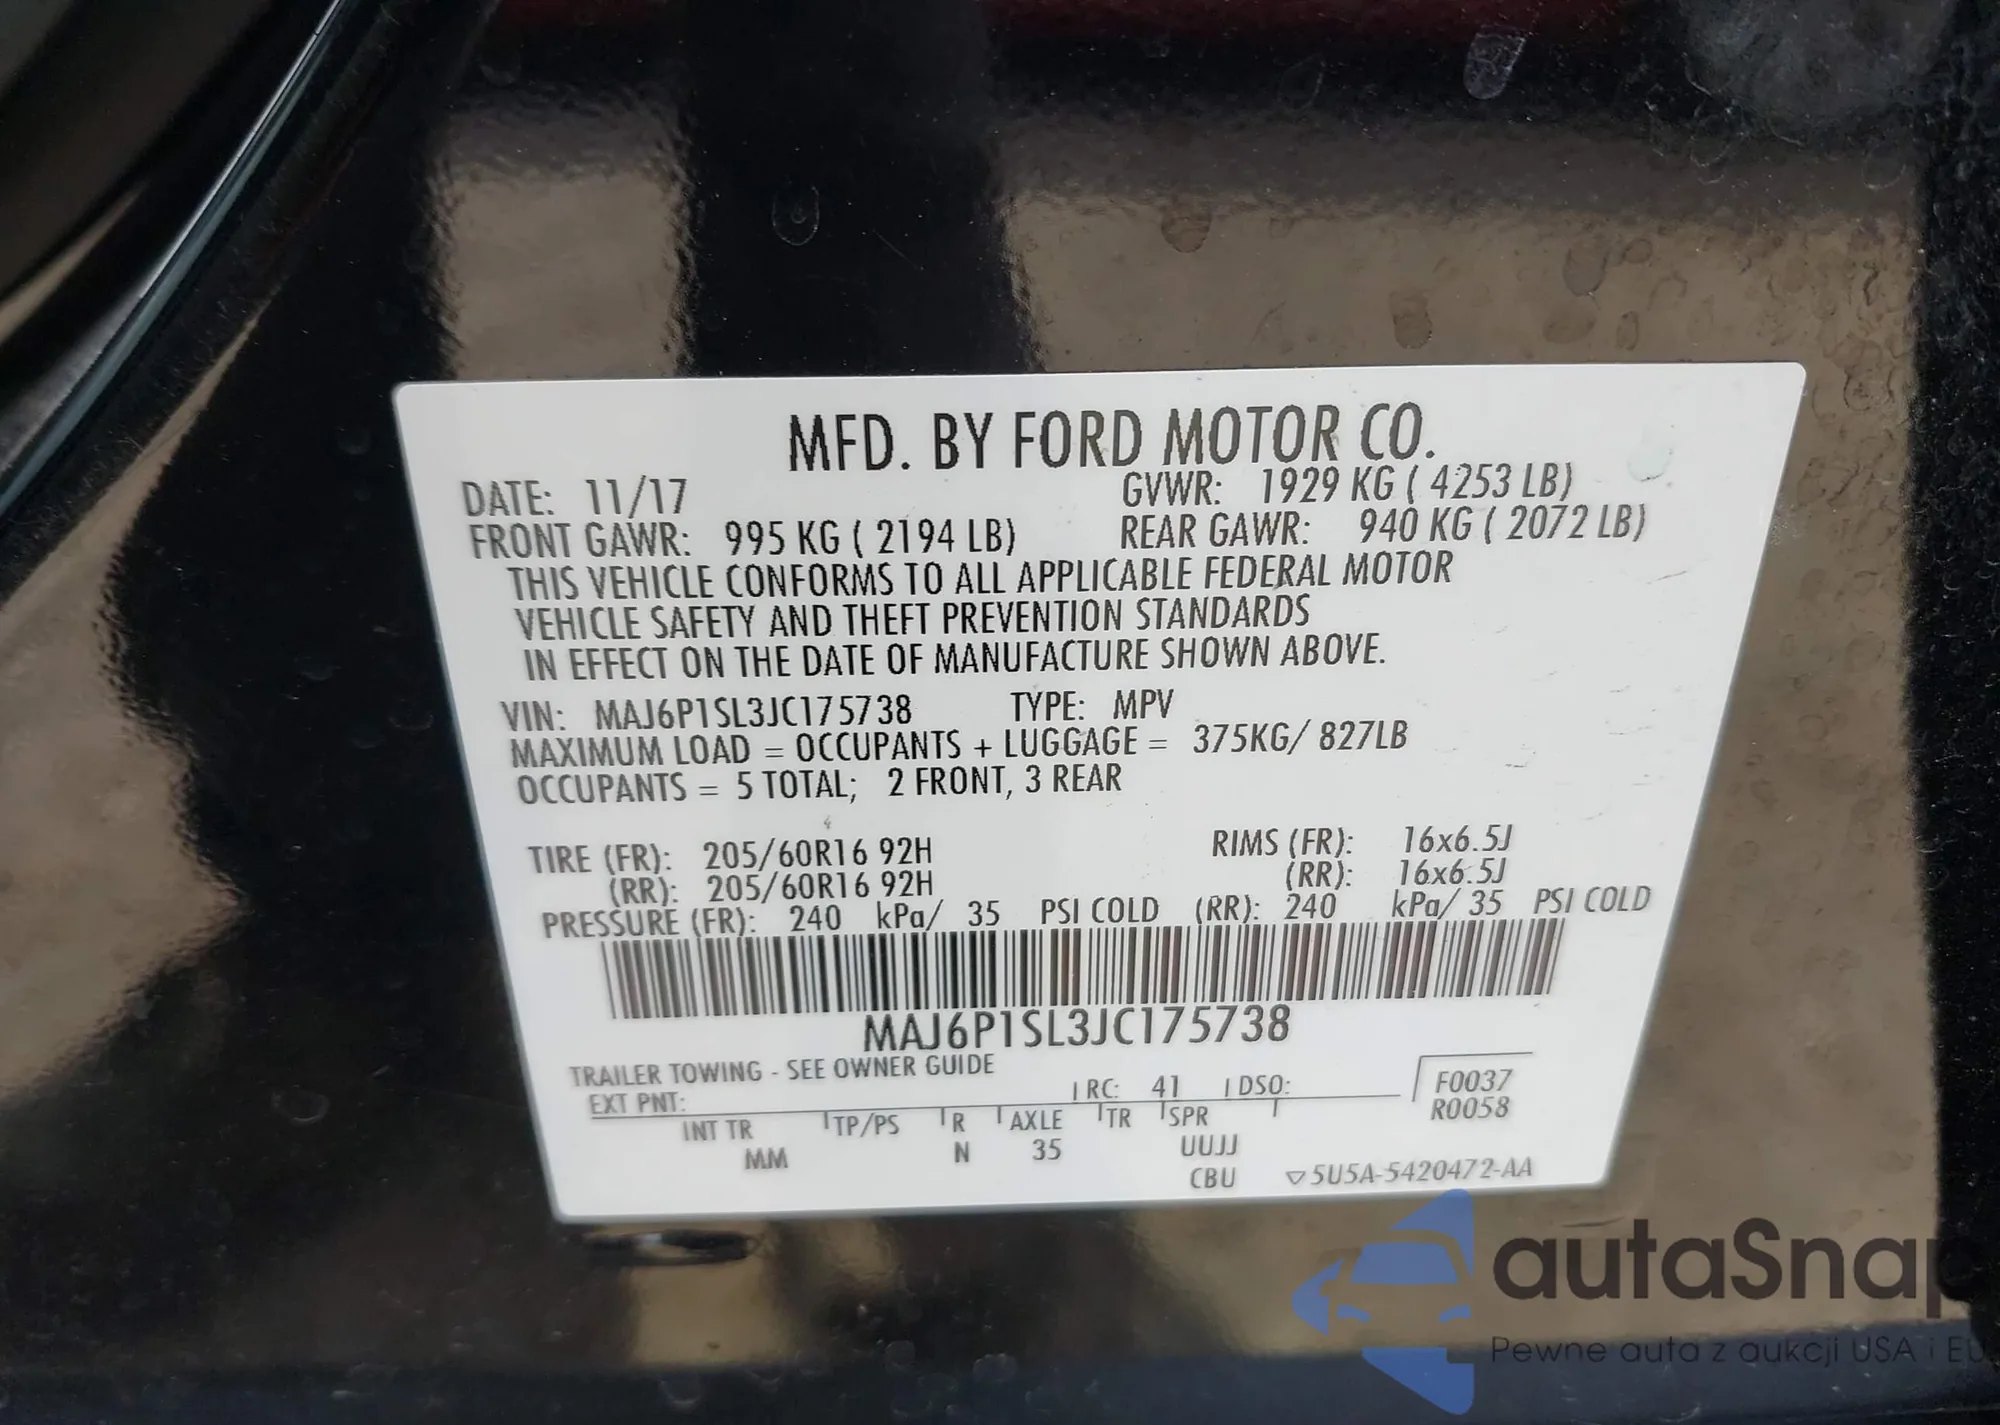 MFD. BY FORD MOTOR CO.
DATE: 11/17 GVWR: 1929 KG ( 4253 LB)
FRONT GAWR: 995 KG ( 2194 LB) REAR GAWR: 940 KG ( 2072 LB)
THIS VEHICLE CONFORMS TO ALL APPLICABLE FEDERAL MOTOR
VEHICLE SAFETY AND THEFT PREVENTION STANDARDS
IN EFFECT ON THE DATE OF MANUFACTURE SHOWN ABOVE.
VIN: MAJ6P1SL3JC175738 TYPE: MPV
MAXIMUM LOAD = OCCUPANTS + LUGGAGE = 375KG/ 827LB
OCCUPANTS = 5 TOTAL; 2 FRONT, 3 REAR
TIRE (FR): 205/60R16 92H RIMS (FR): 16x6.5J
(RR): 205/60R16 92H (RR): 16x6.5J
PRESSURE (FR): 240 kPa/ 35 PSI COLD (RR): 240 kPa/ 35 PSI COLD
MAJ6P1SL3JC175738
TRAILER TOWING - SEE OWNER GUIDE
EXT PNT: RC: 41 DSO: F0037
R0058
INT TR TP/PS R AXLE TR SPR
MM N 35 UUJJ
CBU ▽5U5A-5420472-AA
autaSnap
Pewne auta z aukcji USA i EU